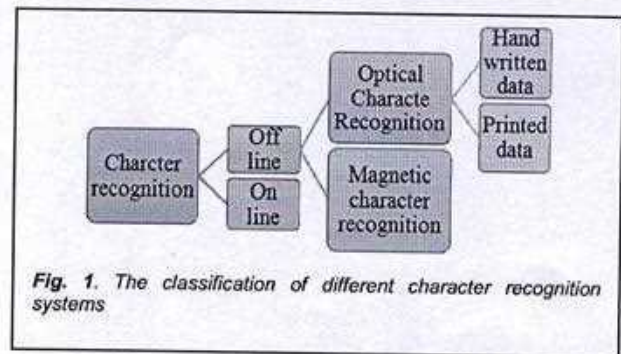 Charcter
recognition
Off
line
On
line
Optical
Characte
Recognition
Magnetic
character
recognition
Hand
written
data
Printed
data
Fig. 1. The classification of different character recognition
systems